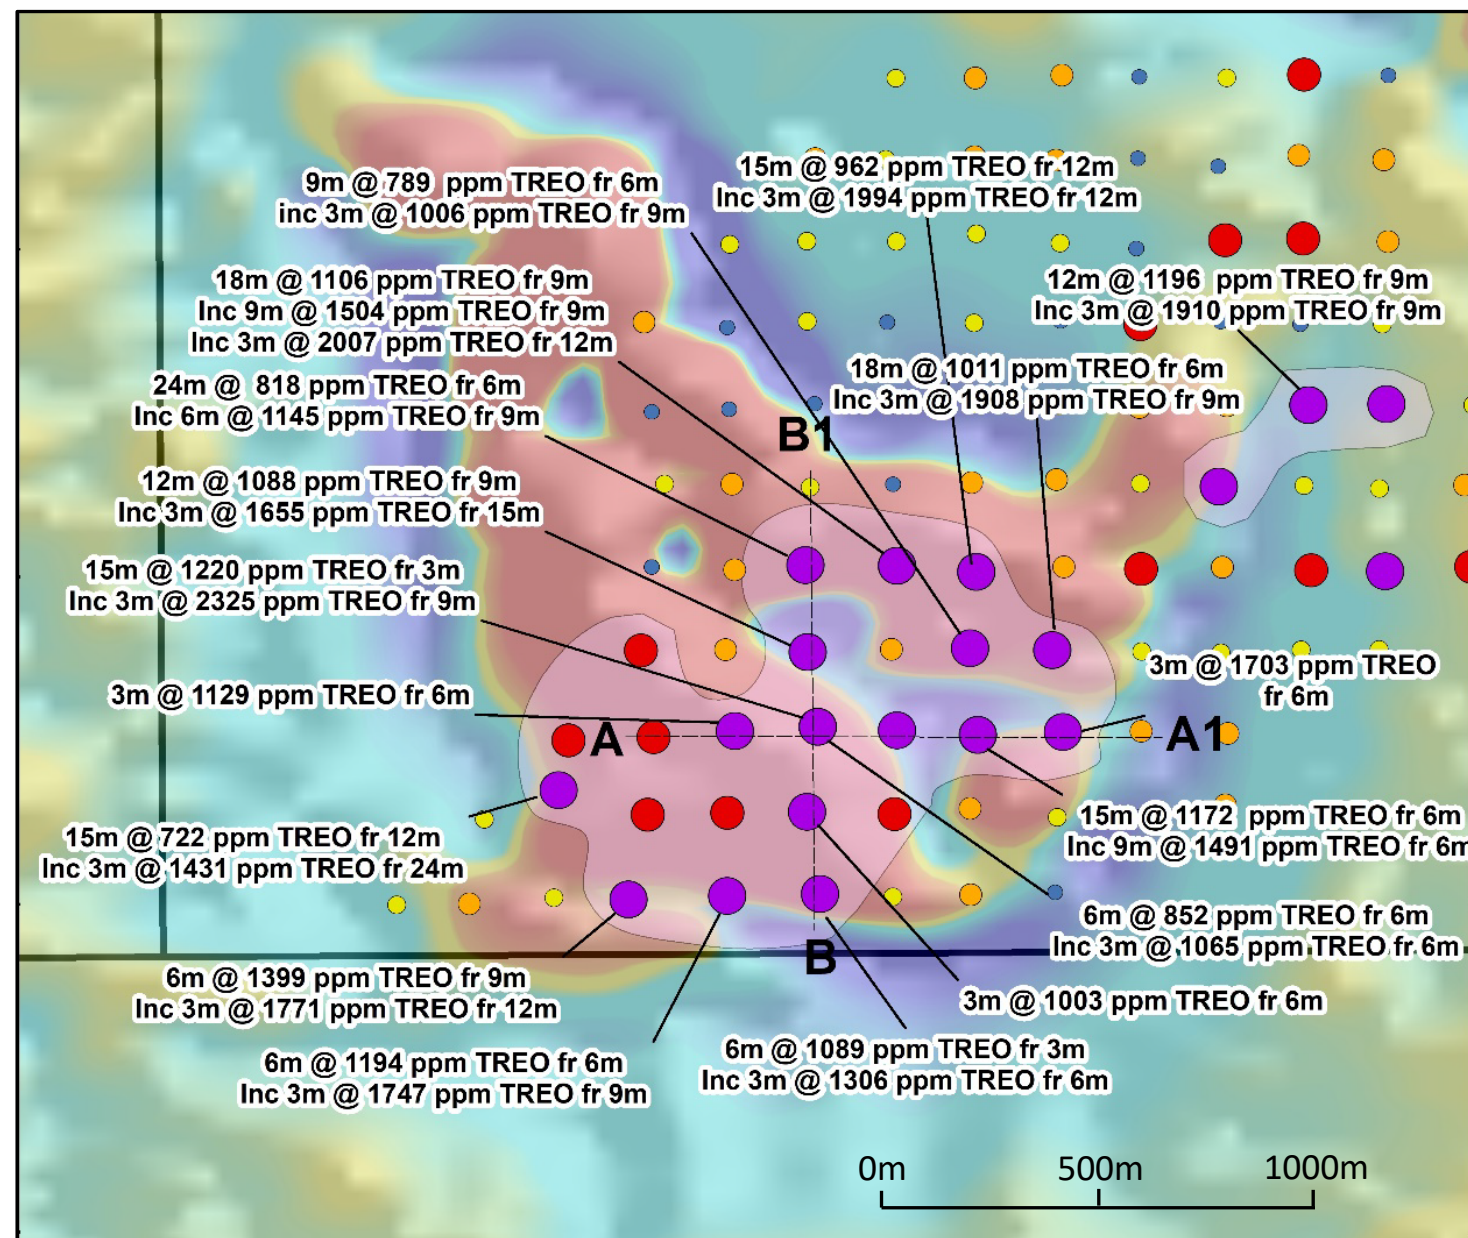 15m @ 962 ppm TREO fr 12m
Inc 3m @ 1994 ppm TREO fr 12m
9m @ 789 ppm TREO fr 6m
inc 3m @ 1006 ppm TREO fr 9m
18m @ 1106 ppm TREO fr 9m
Inc 9m @ 1504 ppm TREO fr 9m
Inc 3m @ 2007 ppm TREO fr 12m
12m @ 1196 ppm TREO fr 9m
Inc 3m @ 1910 ppm TREO fr 9m
24m @ 818 ppm TREO fr 6m
Inc 6m @ 1145 ppm TREO fr 9m
18m @ 1011 ppm TREO fr 6m
Inc 3m @ 1908 ppm TREO fr 9m
B1
12m @ 1088 ppm TREO fr 9m
Inc 3m @ 1655 ppm TREO fr 15m
15m @ 1220 ppm TREO fr 3m
Inc 3m @ 2325 ppm TREO fr 9m
3m @ 1129 ppm TREO fr 6m
3m @ 1703 ppm TREO
fr 6m
A
A1
15m @ 722 ppm TREO fr 12m
Inc 3m @ 1431 ppm TREO fr 24m
15m @ 1172 ppm TREO fr 6m
Inc 9m @ 1491 ppm TREO fr 6m
6m @ 852 ppm TREO fr 6m
Inc 3m @ 1065 ppm TREO fr 6m
B
6m @ 1399 ppm TREO fr 9m
Inc 3m @ 1771 ppm TREO fr 12m
3m @ 1003 ppm TREO fr 6m
6m @ 1194 ppm TREO fr 6m
Inc 3m @ 1747 ppm TREO fr 9m
6m @ 1089 ppm TREO fr 3m
Inc 3m @ 1306 ppm TREO fr 6m
0m 500m 1000m